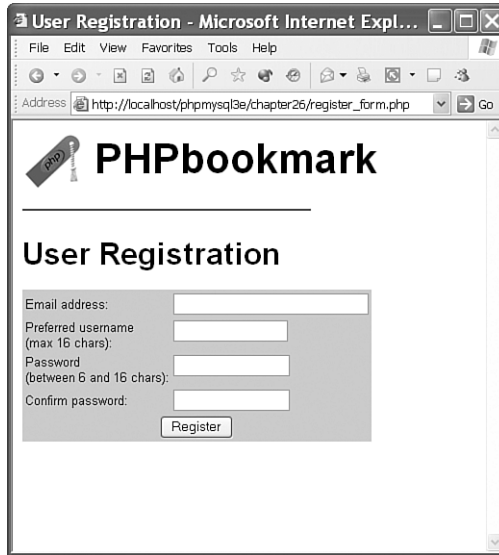 User Registration - Microsoft Internet Expl...
File Edit View Favorites Tools Help
Address http://localhost/phpmysql3e/chapter26/register_form.php Go
php PHPbookmark
User Registration
Email address:
Preferred username
(max 16 chars):
Password
(between 6 and 16 chars):
Confirm password:
Register